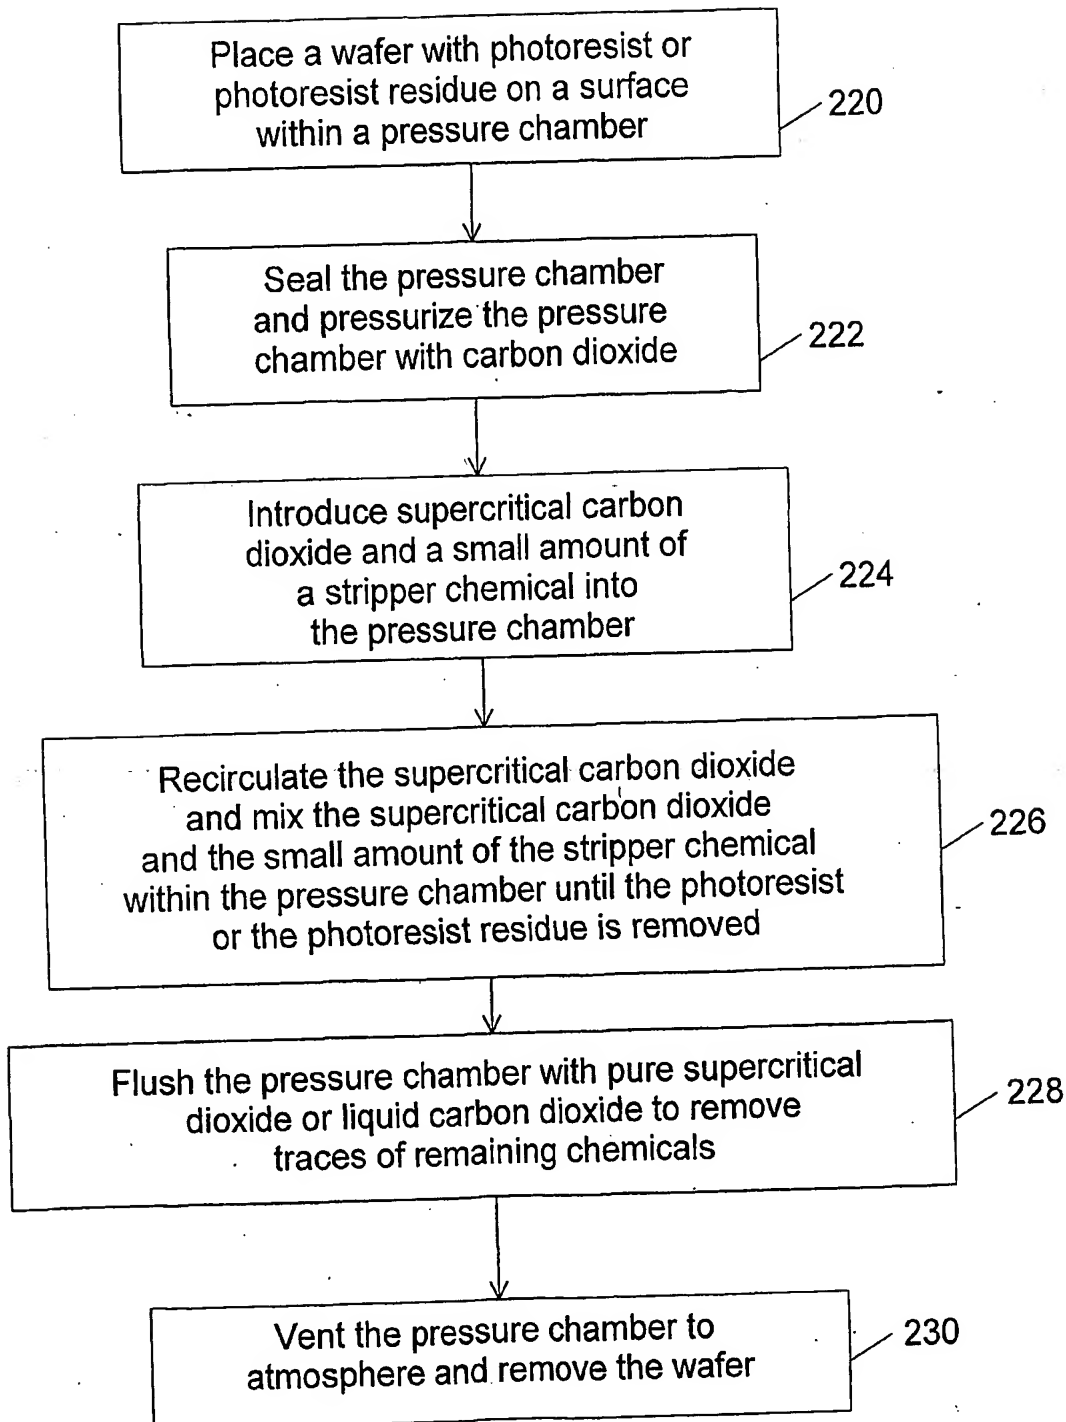 Place a wafer with photoresist or
photoresist residue on a surface
within a pressure chamber
220
Seal the pressure chamber
and pressurize the pressure
chamber with carbon dioxide
222
Introduce supercritical carbon
dioxide and a small amount of
a stripper chemical into
the pressure chamber
224
Recirculate the supercritical carbon dioxide
and mix the supercritical carbon dioxide
and the small amount of the stripper chemical
within the pressure chamber until the photoresist
or the photoresist residue is removed
226
Flush the pressure chamber with pure supercritical
dioxide or liquid carbon dioxide to remove
traces of remaining chemicals
228
Vent the pressure chamber to
atmosphere and remove the wafer
230